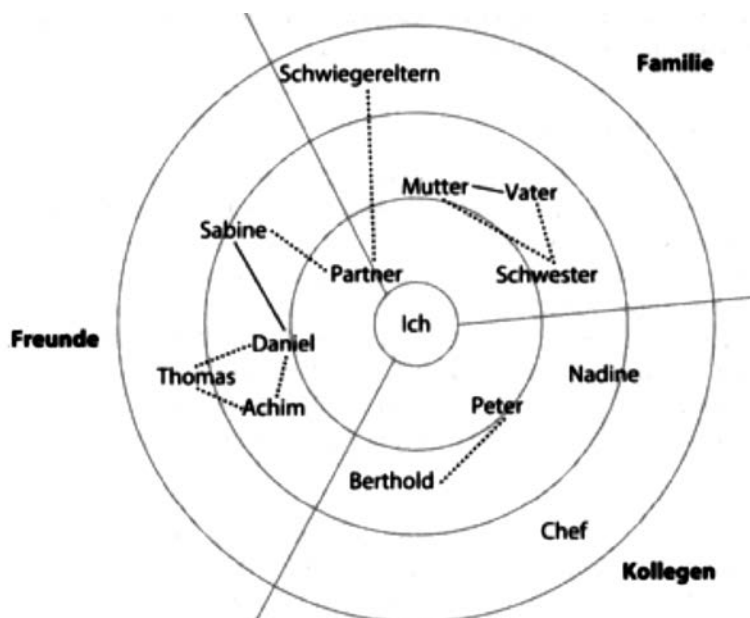 Familie
Schwiegereltern
Mutter
Vater
Sabine
Partner
Schwester
Ich
Freunde
Daniel
Thomas
Achim
Nadine
Peter
Berthold
Chef
Kollegen